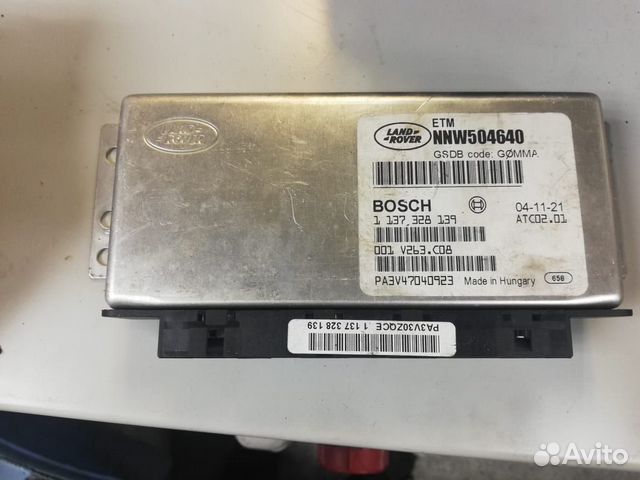 LAND
ROVER
LAND
ROVER
ETM
NNW504640
GSDB code: GØMMA
BOSCH
04-11-21
1 137 328 139
ATC02.01
001 V263.C08
PA3V47040923
Made in Hungary
658
PA3V30ZQCE 1 137 328 139
Avito